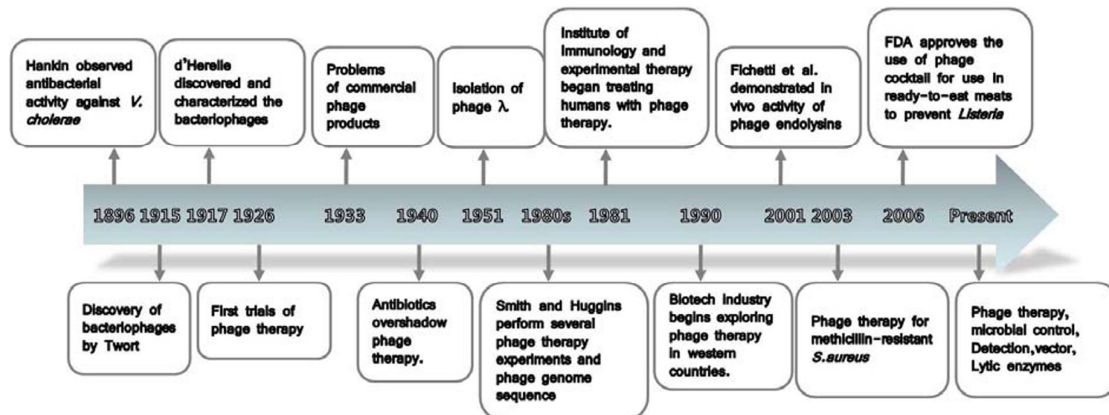 Hankin observed
antibacterial
activity against V.
cholerae
d'Herelle
discovered and
characterized the
bacteriophages
Problems
of commercial
phage
products
Isolation of
phage λ.
Institute of
Immunology and
experimental therapy
began treating
humans with phage
therapy.
Fichetti et al.
demonstrated in
vivo activity of
phage endolysins
FDA approves the
use of phage
cocktail for use in
ready-to-eat meats
to prevent Listeria
1896 1915 1917 1926 1933 1940 1951 1980s 1981 1990 2001 2003 2006 Present
Discovery of
bacteriophages
by Twort
First trials of
phage therapy
Antibiotics
overshadow
phage
therapy.
Smith and Huggins
perform several
phage therapy
experiments and
phage genome
sequence
Biotech industry
begins exploring
phage therapy
in western
countries.
Phage therapy for
methicillin-resistant
S.aureus
Phage therapy,
microbial control,
Detection,vector,
Lytic enzymes